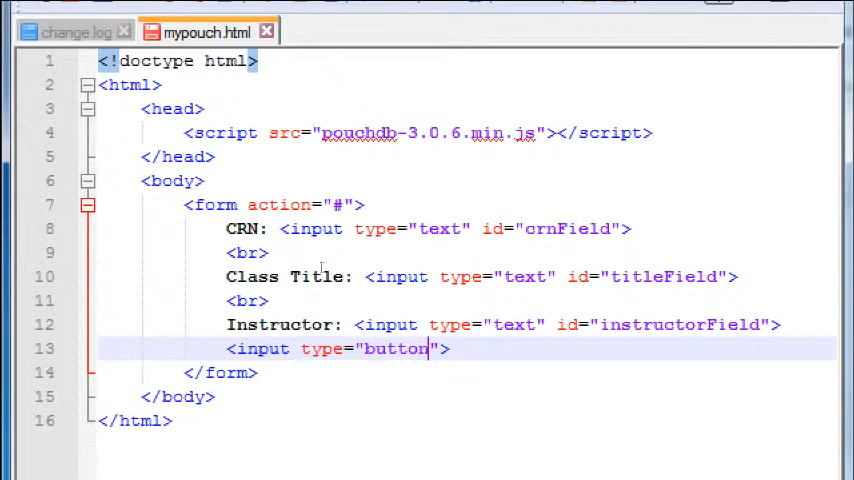 change.log
mypouch.html
1 <!doctype html>
2 <html>
3 <head>
4 <script src="pouchdb-3.0.6.min.js"></script>
5 </head>
6 <body>
7 <form action="#">
8 CRN: <input type="text" id="crnField">
9 <br>
10 Class Title: <input type="text" id="titleField">
11 <br>
12 Instructor: <input type="text" id="instructorField">
13 <input type="button">
14 </form>
15 </body>
16 </html>